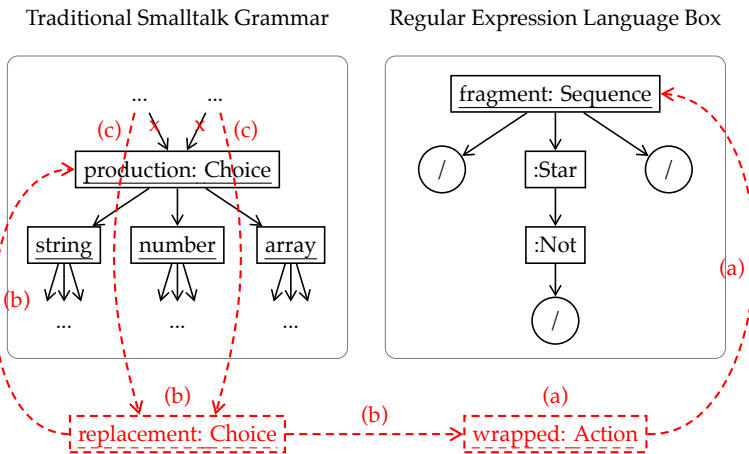 Traditional Smalltalk Grammar
Regular Expression Language Box
... ...
(c) x x (c)
production: Choice
string number array
(b)
... ... ...
fragment: Sequence
/ :Star /
:Not
(a)
/
(b)
replacement: Choice
(b)
(a)
wrapped: Action